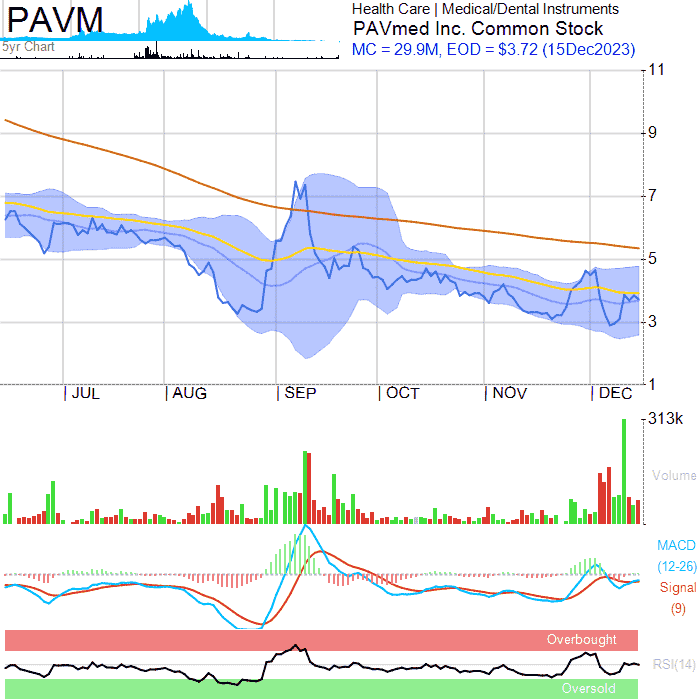 PAVM
5yr Chart
Health Care | Medical/Dental Instruments
PAVmed Inc. Common Stock
MC = 29.9M, EOD = $3.72 (15Dec2023)
11
9
7
5
3
1
JUL
AUG
SEP
OCT
NOV
DEC
313k
Volume
MACD
(12-26)
Signal
(9)
Overbought
RSI(14)
Oversold